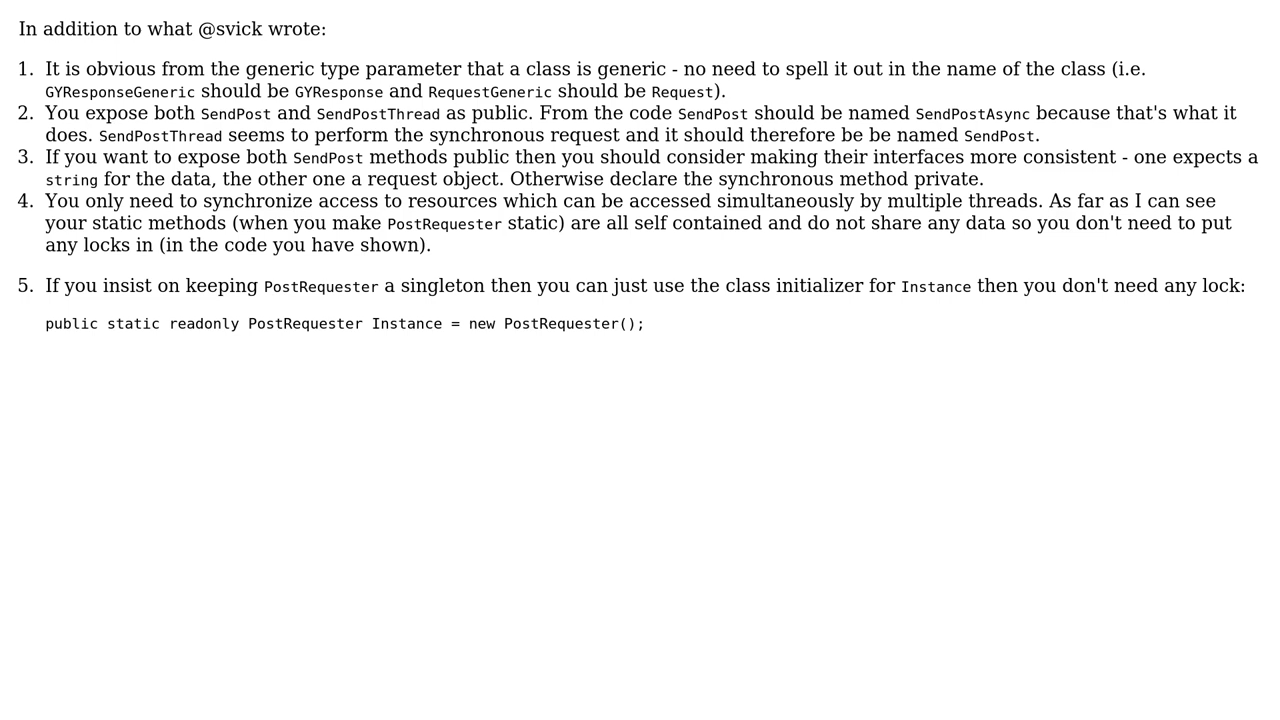 In addition to what @svick wrote:
1. It is obvious from the generic type parameter that a class is generic - no need to spell it out in the name of the class (i.e.
GYResponseGeneric should be GYResponse and RequestGeneric should be Request).
2. You expose both SendPost and SendPostThread as public. From the code SendPost should be named SendPostAsync because that's what it
does. SendPostThread seems to perform the synchronous request and it should therefore be be named SendPost.
3. If you want to expose both SendPost methods public then you should consider making their interfaces more consistent - one expects a
string for the data, the other one a request object. Otherwise declare the synchronous method private.
4. You only need to synchronize access to resources which can be accessed simultaneously by multiple threads. As far as I can see
your static methods (when you make PostRequester static) are all self contained and do not share any data so you don't need to put
any locks in (in the code you have shown).
5. If you insist on keeping PostRequester a singleton then you can just use the class initializer for Instance then you don't need any lock:
public static readonly PostRequester Instance = new PostRequester();